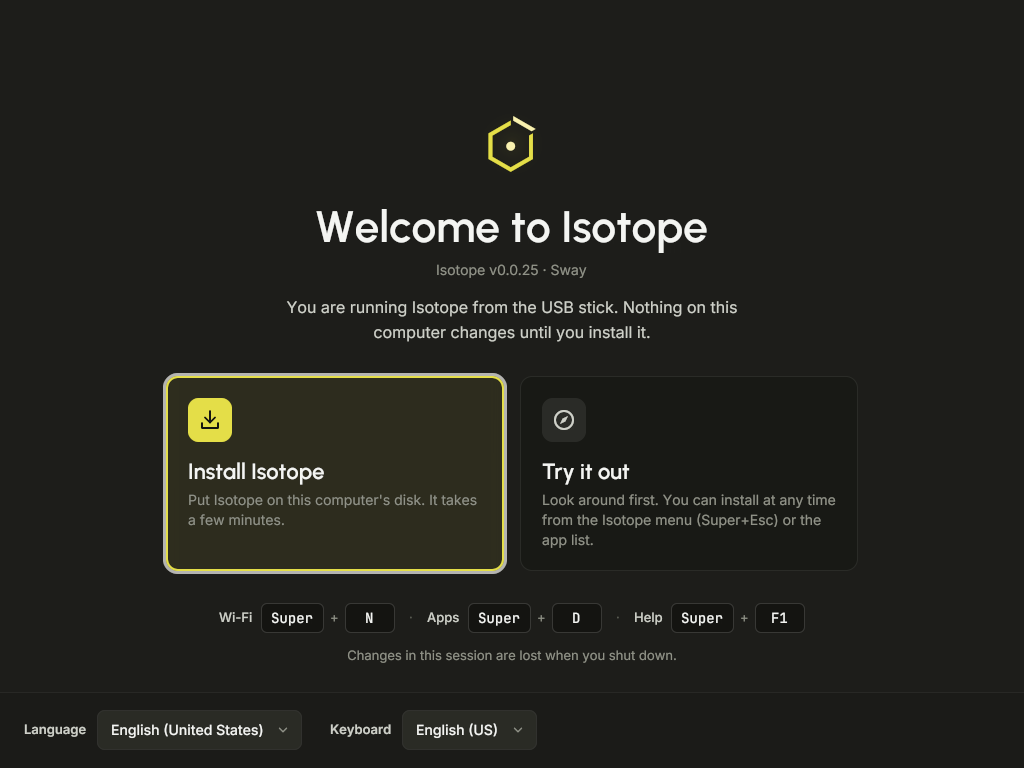 Welcome to Isotope
Isotope v0.0.25 · Sway
You are running Isotope from the USB stick. Nothing on this
computer changes until you install it.
Install Isotope
Put Isotope on this computer's disk. It takes
a few minutes.
Try it out
Look around first. You can install at any time
from the Isotope menu (Super+Esc) or the
app list.
Wi-Fi Super + N · Apps Super + D · Help Super + F1
Changes in this session are lost when you shut down.
Language English (United States) Keyboard English (US)